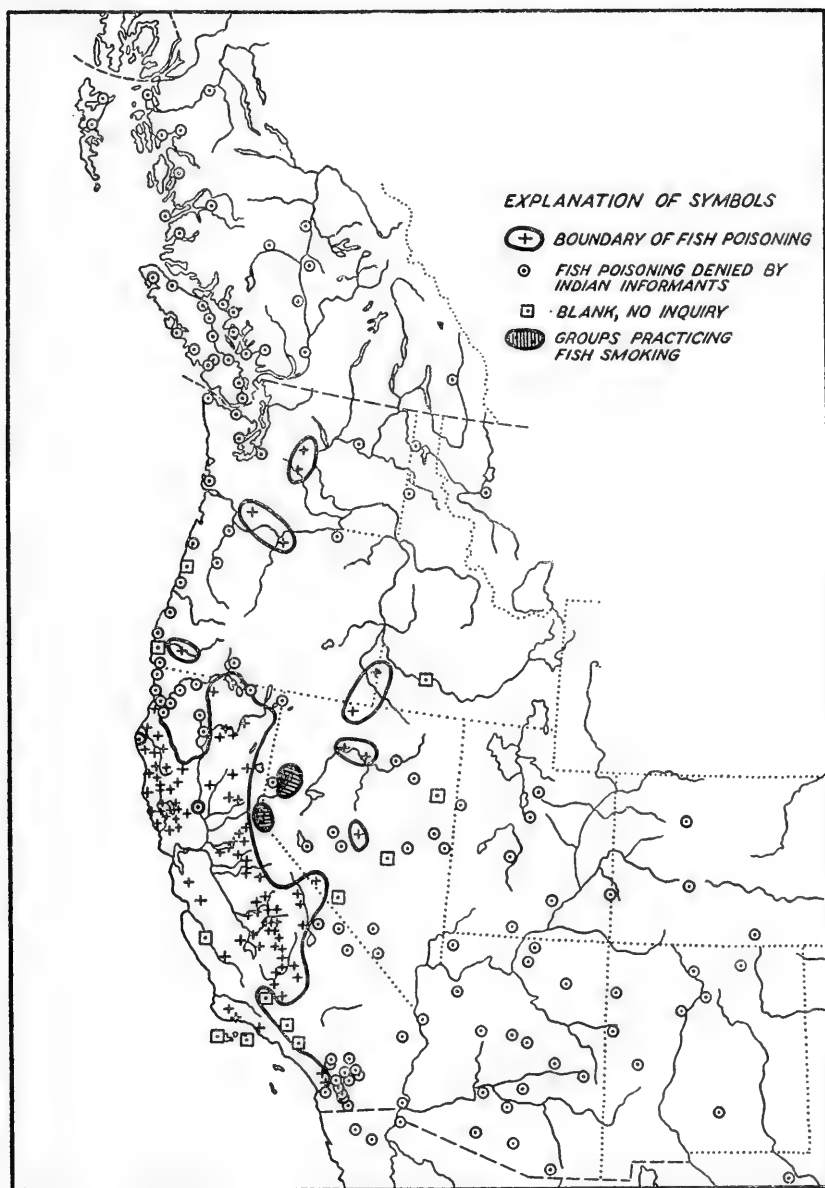 EXPLANATION OF SYMBOLS
BOUNDARY OF FISH POISONING
FISH POISONING DENIED BY
INDIAN INFORMANTS
BLANK, NO INQUIRY
GROUPS PRACTICING
FISH SMOKING